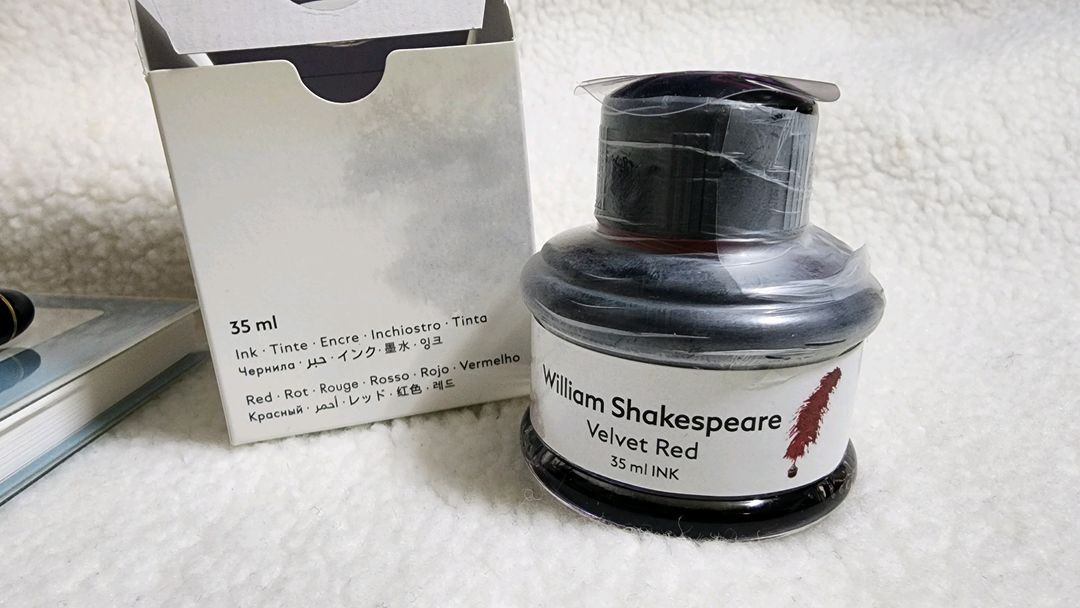 35 ml
Ink · Tinte · Encre · Inchiostro · Tinta
Чернила · حبر · インク · 墨水 · 잉크
Red · Rot · Rouge · Rosso · Rojo · Vermelho
Красный · أحمر · レッド · 紅色 · 레드
William Shakespeare
Velvet Red
35 ml INK